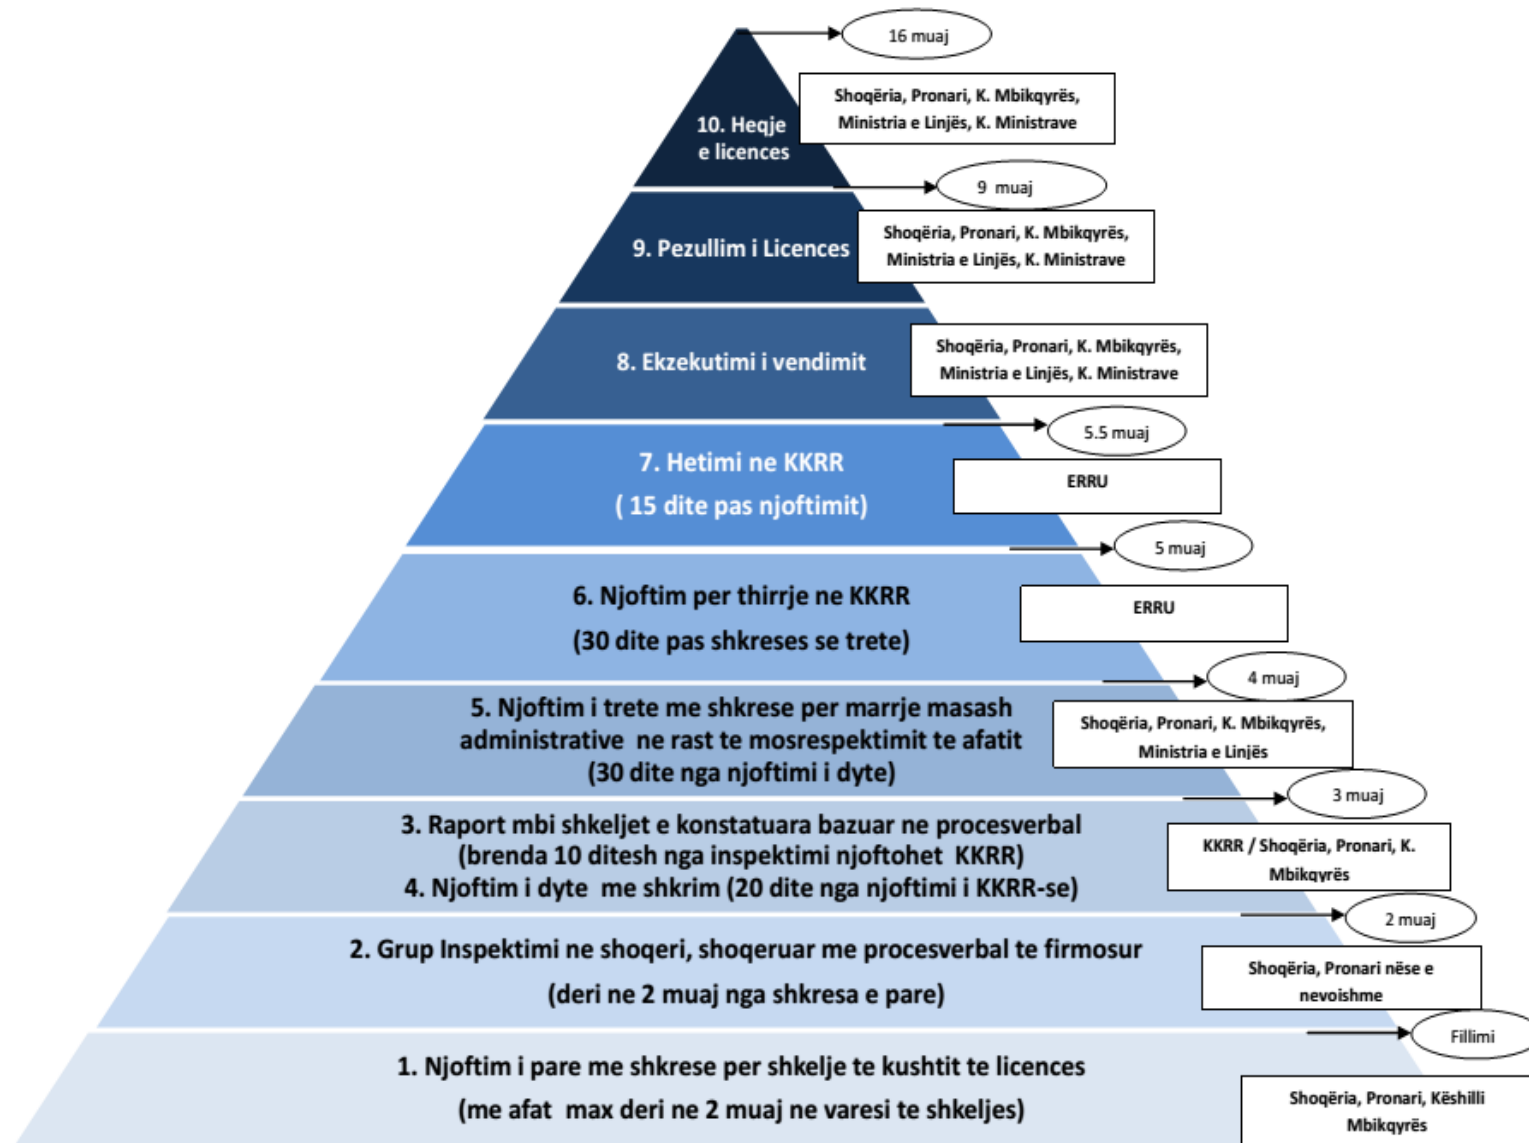 16 muaj
Shoqëria, Pronari, K. Mbikqyrës,
Ministria e Linjës, K. Ministrave
10. Heqje
e licences
9 muaj
Shoqëria, Pronari, K. Mbikqyrës,
Ministria e Linjës, K. Ministrave
9. Pezullim i Licences
Shoqëria, Pronari, K. Mbikqyrës,
Ministria e Linjës, K. Ministrave
8. Ekzekutimi i vendimit
5.5 muaj
7. Hetimi ne KKRR
( 15 dite pas njoftimit)
ERRU
5 muaj
6. Njoftim per thirrje ne KKRR
(30 dite pas shkreses se trete)
ERRU
4 muaj
5. Njoftim i trete me shkrese per marrje masash
administrative ne rast te mosrespektimit te afatit
(30 dite nga njoftimi i dyte)
Shoqëria, Pronari, K. Mbikqyrës,
Ministria e Linjës
3 muaj
3. Raport mbi shkeljet e konstatuara bazuar ne procesverbal
(brenda 10 ditesh nga inspektimi njoftohet KKRR)
4. Njoftim i dyte me shkrim (20 dite nga njoftimi i KKRR-se)
KKRR / Shoqëria, Pronari, K.
Mbikqyrës
2 muaj
2. Grup Inspektimi ne shoqeri, shoqeruar me procesverbal te firmosur
(deri ne 2 muaj nga shkresa e pare)
Shoqëria, Pronari nëse e
nevoishme
Fillimi
1. Njoftim i pare me shkrese per shkelje te kushtit te licences
(me afat max deri ne 2 muaj ne varesi te shkeljes)
Shoqëria, Pronari, Këshilli
Mbikqyrës